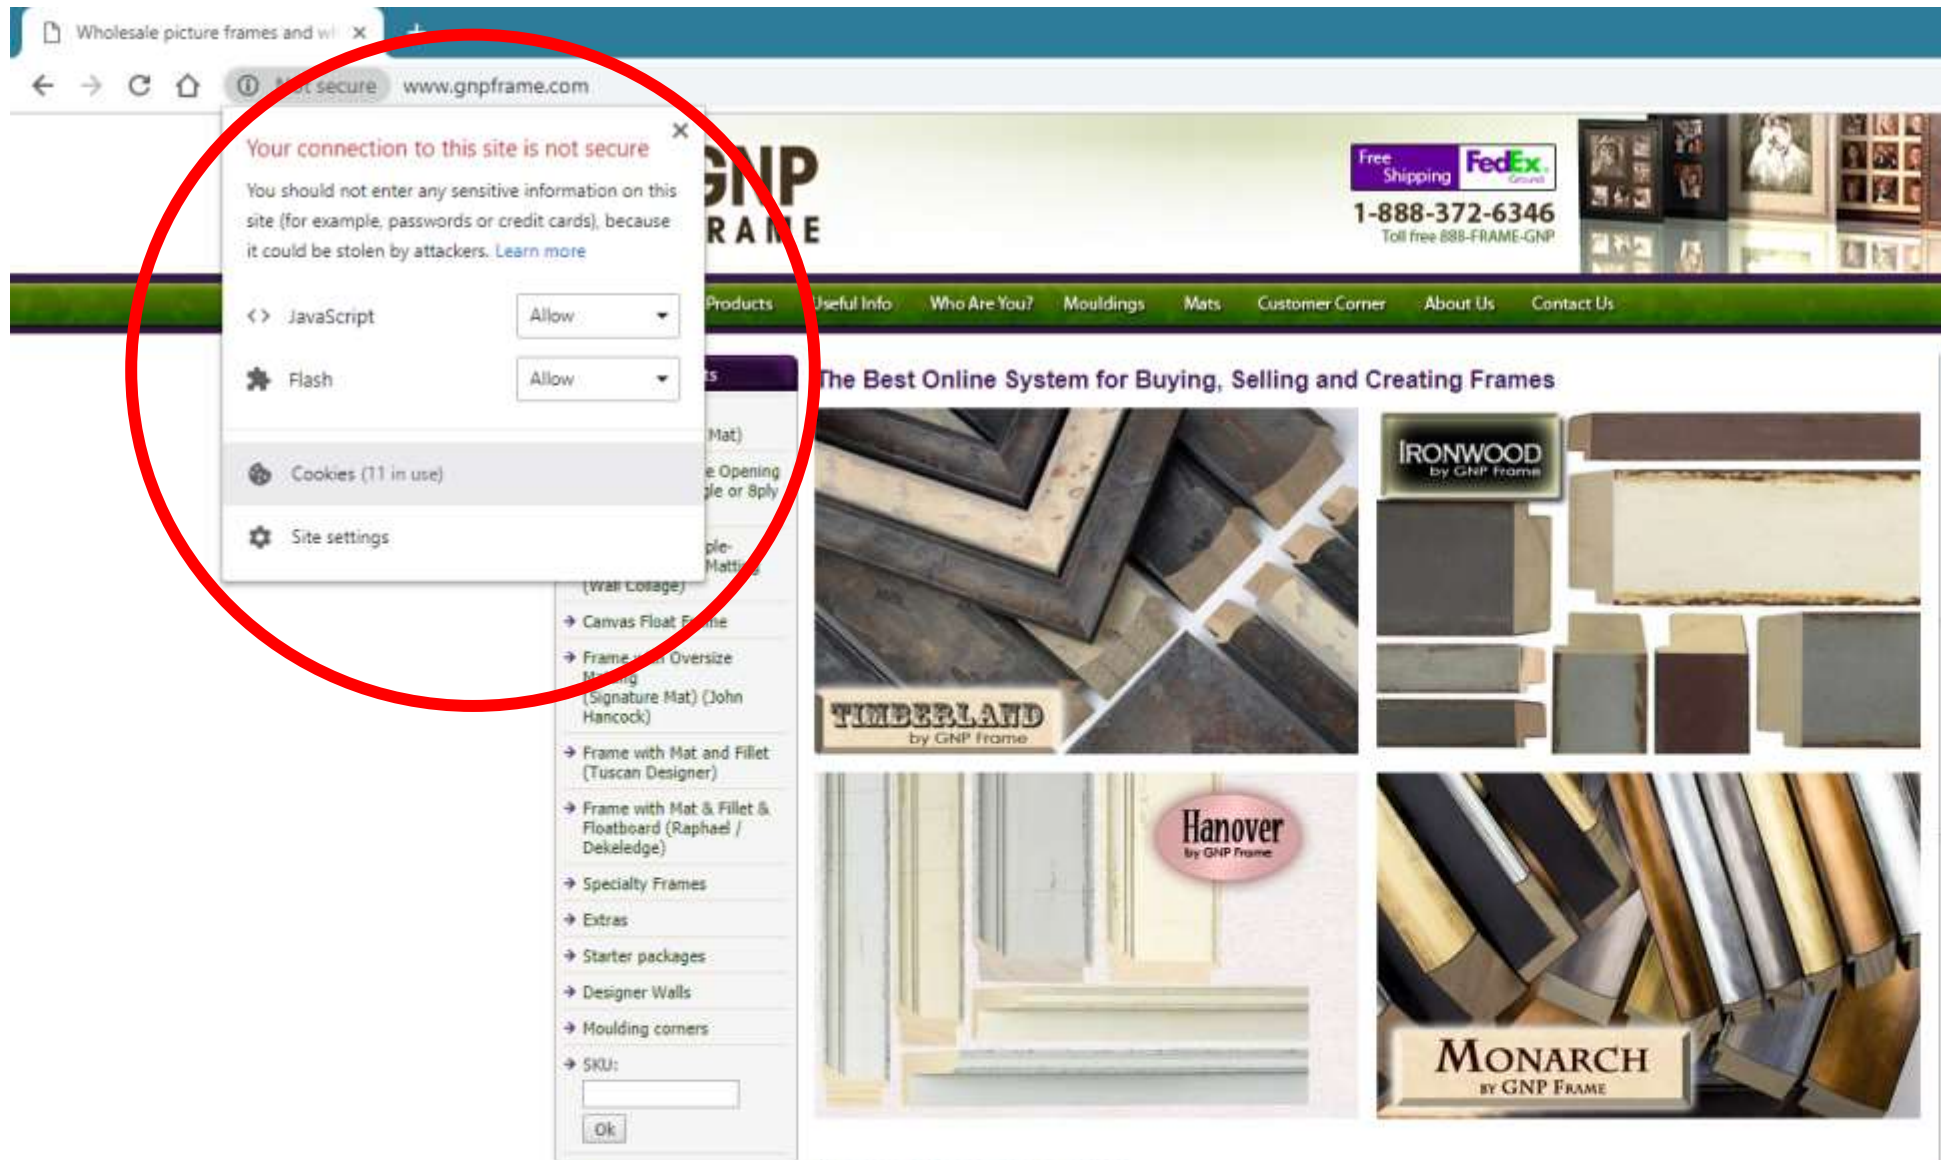 Wholesale picture frames and wh
Not secure
www.gnpframe.com
Your connection to this site is not secure
You should not enter any sensitive information on this
site (for example, passwords or credit cards), because
it could be stolen by attackers. Learn more
JavaScript
Allow
Flash
Allow
Cookies (11 in use)
Site settings
GNP
FRAME
Free
Shipping
FedEx.
Ground
1-888-372-6346
Toll free 888-FRAME-GNP
Products
Useful Info
Who Are You?
Mouldings
Mats
Customer Corner
About Us
Contact Us
Mat)
Opening
or 8ply
Matting
(Wall Collage)
Canvas Float Frame
Frame with Oversize
Matting
(Signature Mat) (John
Hancock)
Frame with Mat and Fillet
(Tuscan Designer)
Frame with Mat & Fillet &
Floatboard (Raphael /
Dekeledge)
Specialty Frames
Extras
Starter packages
Designer Walls
Moulding corners
SKU:
Ok
The Best Online System for Buying, Selling and Creating Frames
TIMBERLAND
by GNP Frame
IRONWOOD
by GNP Frame
Hanover
by GNP Frame
MONARCH
BY GNP FRAME